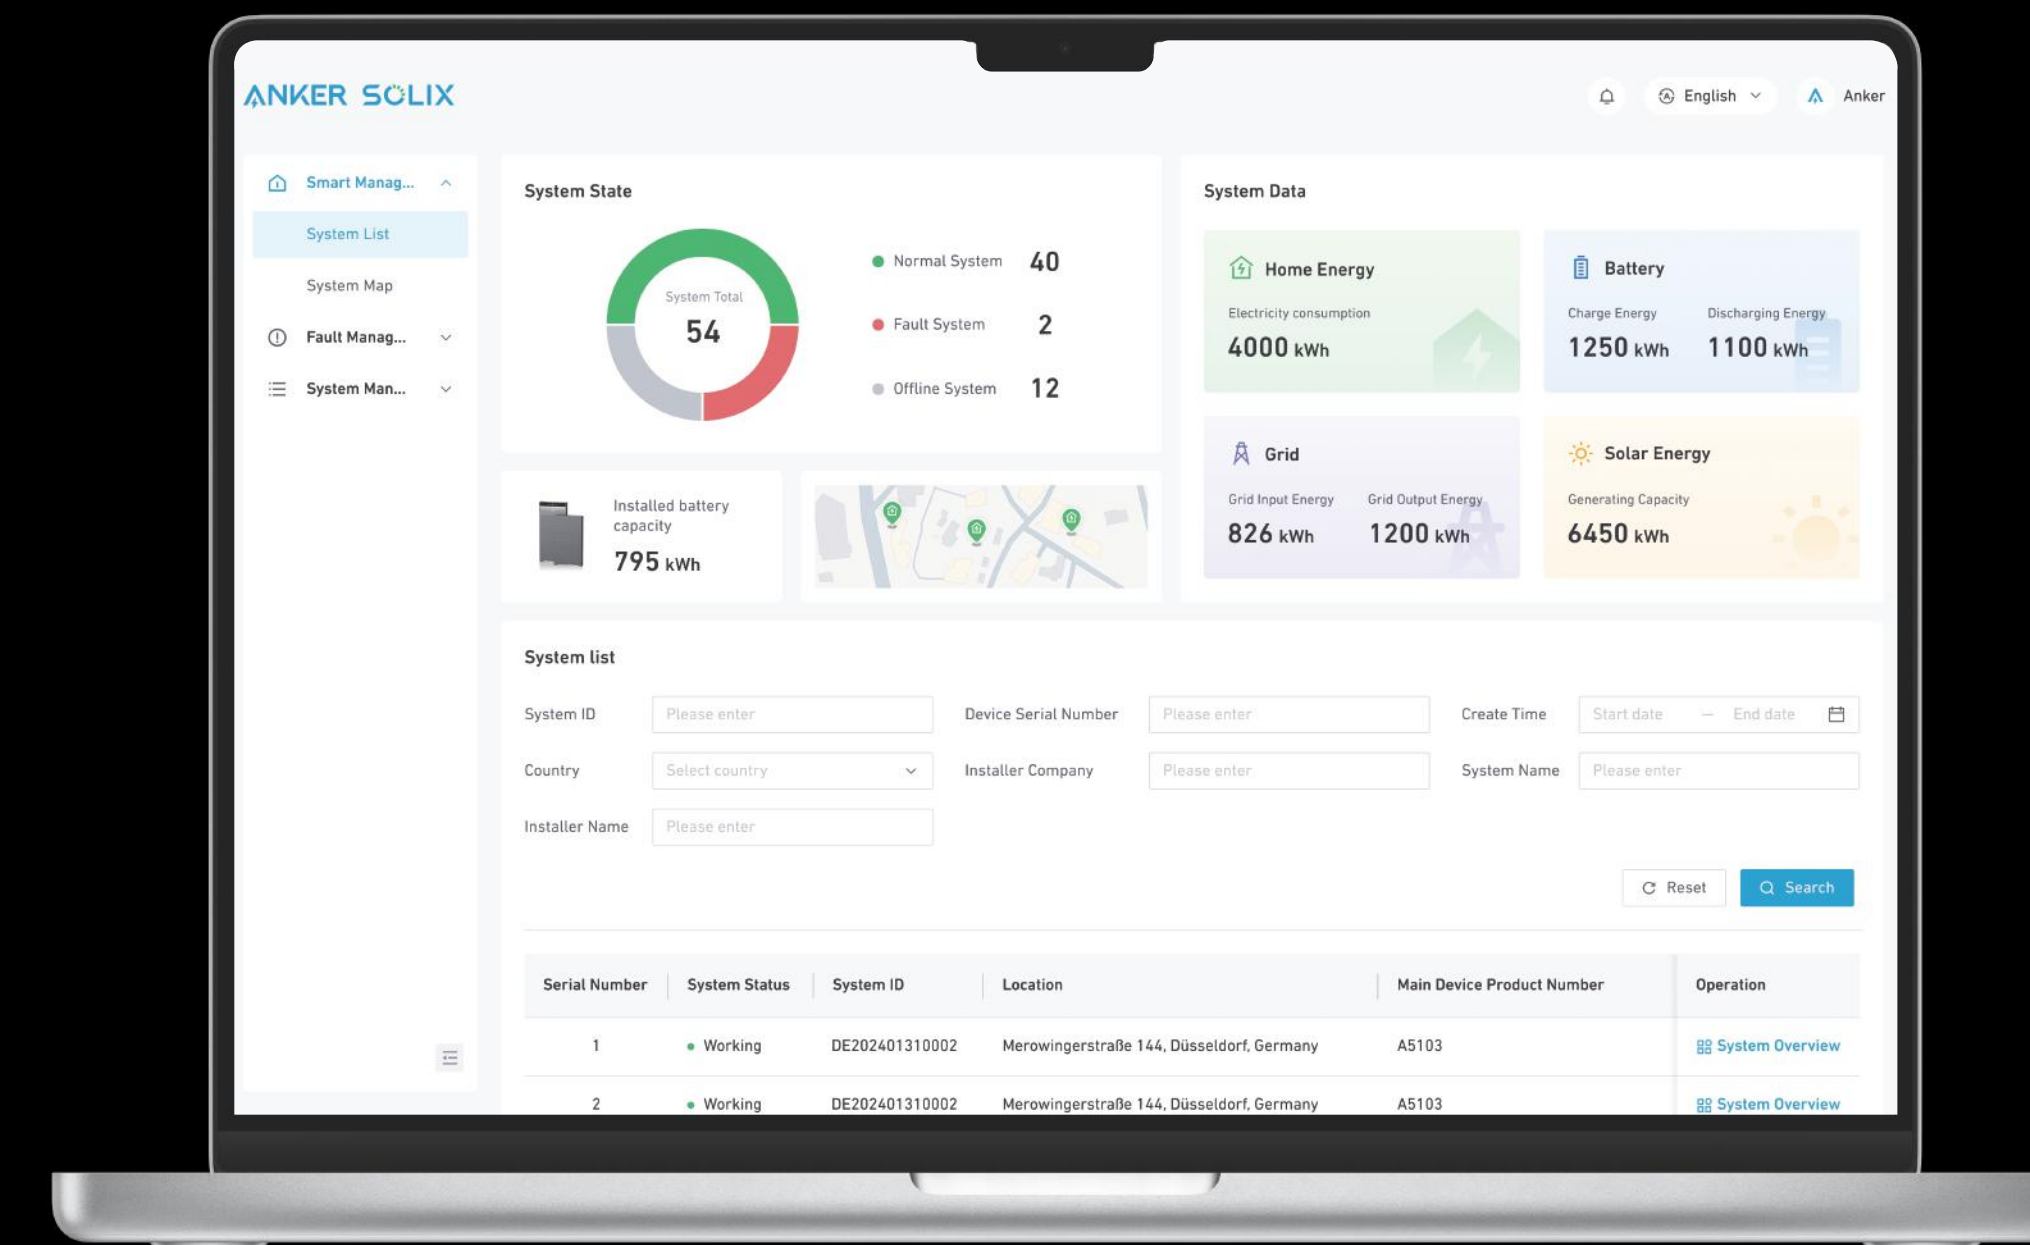 ANKER SOLIX
English
Anker
Smart Manag...
System List
System Map
Fault Manag...
System Man...
System State
System Total
54
Normal System 40
Fault System 2
Offline System 12
Installed battery
capacity
795 kWh
System Data
Home Energy
Electricity consumption
4000 kWh
Battery
Charge Energy Discharging Energy
1250 kWh 1100 kWh
Grid
Grid Input Energy Grid Output Energy
826 kWh 1200 kWh
Solar Energy
Generating Capacity
6450 kWh
System list
System ID Please enter Device Serial Number Please enter Create Time Start date — End date
Country Select country Installer Company Please enter System Name Please enter
Installer Name Please enter
Reset Search
Serial Number System Status System ID Location Main Device Product Number Operation
1 Working DE202401310002 Merowingerstraße 144, Düsseldorf, Germany A5103 System Overview
2 Working DE202401310002 Merowingerstraße 144, Düsseldorf, Germany A5103 System Overview